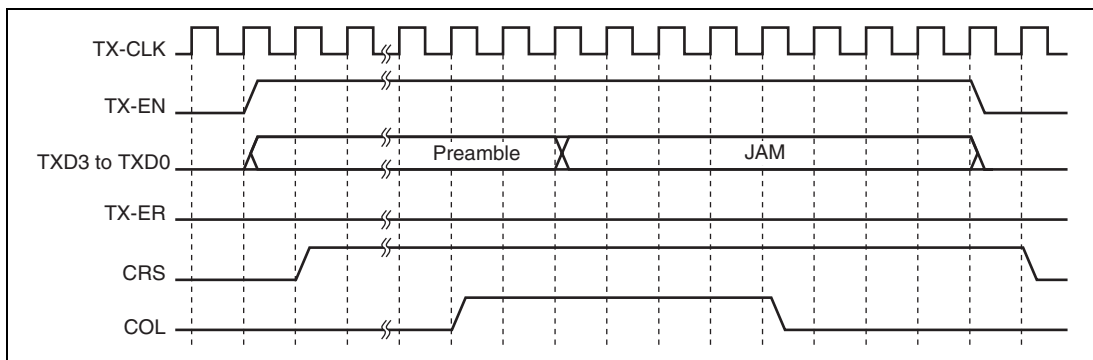 TX-CLK
TX-EN
TXD3 to TXD0
Preamble
JAM
TX-ER
CRS
COL